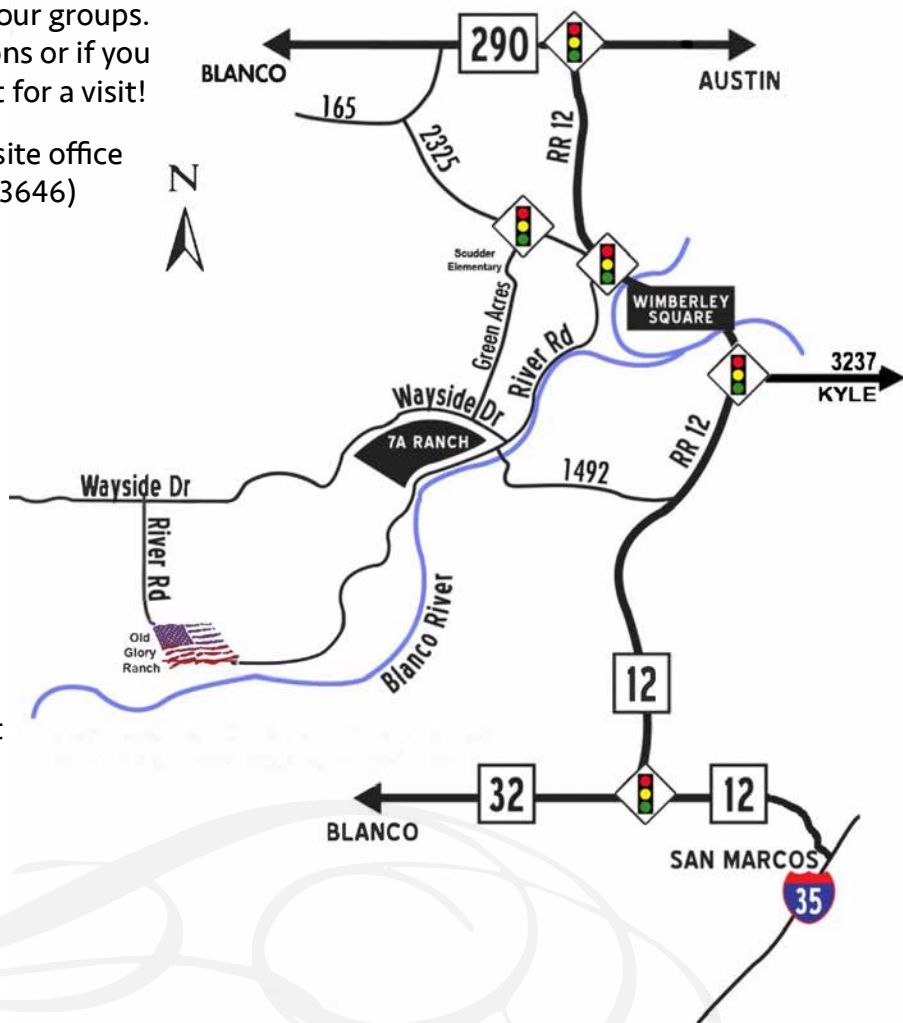 our groups.
ons or if you
t for a visit!
site office
3646)
290
BLANCO
AUSTIN
165
2325
RR 12
N
Scudder
Elementary
Green Acres
River Rd
WIMBERLEY
SQUARE
3237
KYLE
Wayside Dr
7A RANCH
RR 12
1492
Wayside Dr
River Rd
Old
Glory
Ranch
Blanco River
12
t
32
12
BLANCO
SAN MARCOS
35